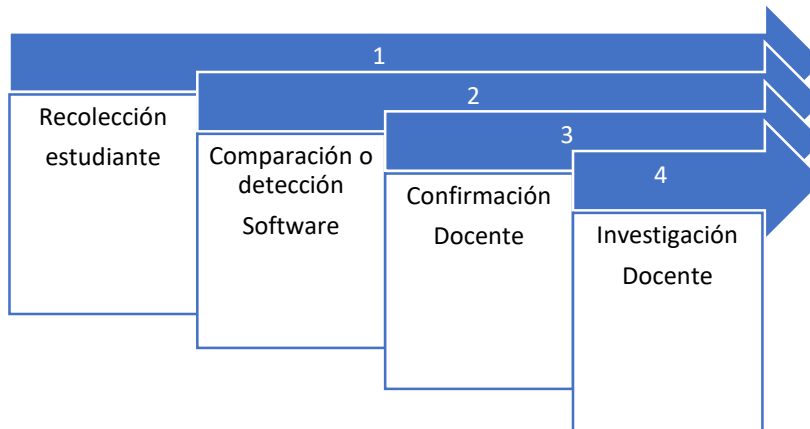 1
Recolección
estudiante
2
Comparación o
detección
Software
3
Confirmación
Docente
4
Investigación
Docente